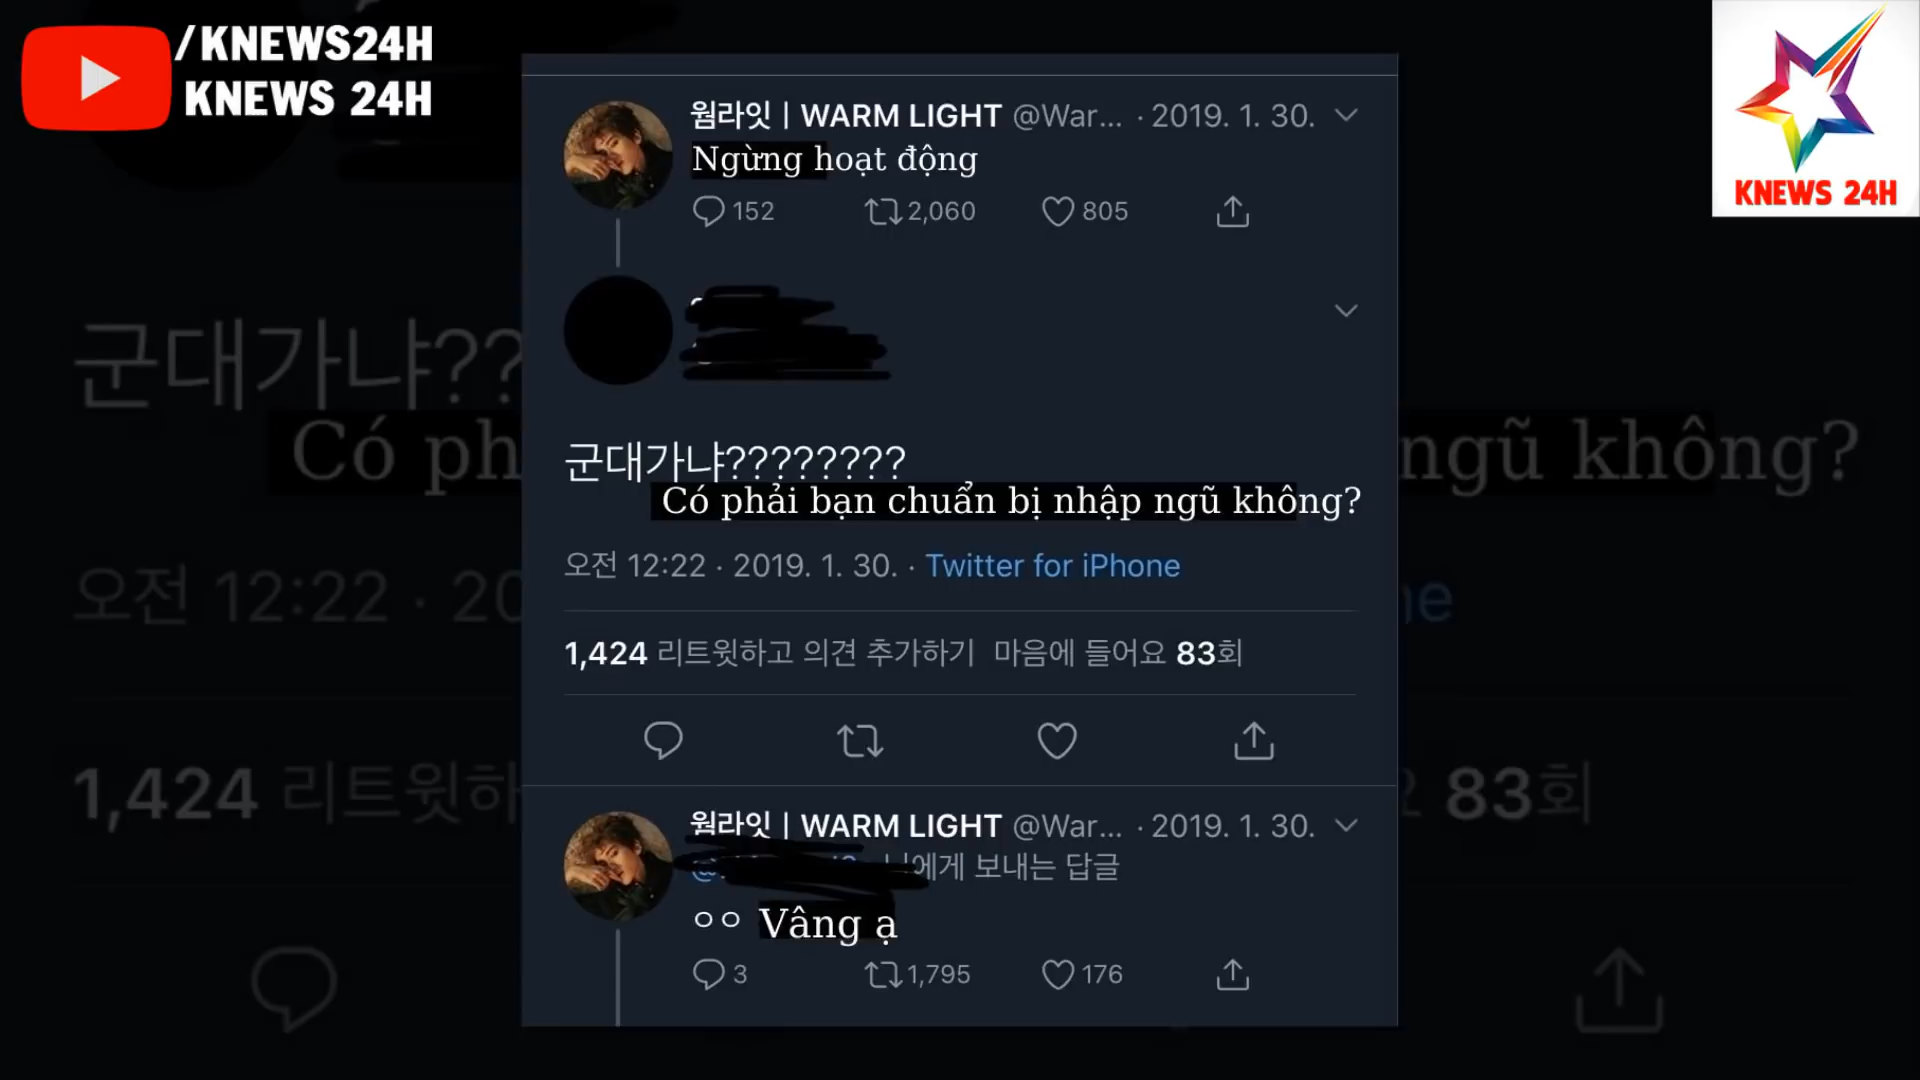 /KNEWS24H
KNEWS 24H
KNEWS 24H
웜라잇 | WARM LIGHT @War... · 2019. 1. 30.
Ngừng hoạt động
152 2,060 805
군대가냐????????
Có phải bạn chuẩn bị nhập ngũ không?
오전 12:22 · 2019. 1. 30. · Twitter for iPhone
1,424 리트윗하고 의견 추가하기 마음에 들어요 83회
웜라잇 | WARM LIGHT @War... · 2019. 1. 30.
님에게 보내는 답글
ㅇㅇ Vâng ạ
3 1,795 176
군대가냐??
Có ph
ngũ không?
오전 12:22 · 20
ne
1,424 리트윗하
83회